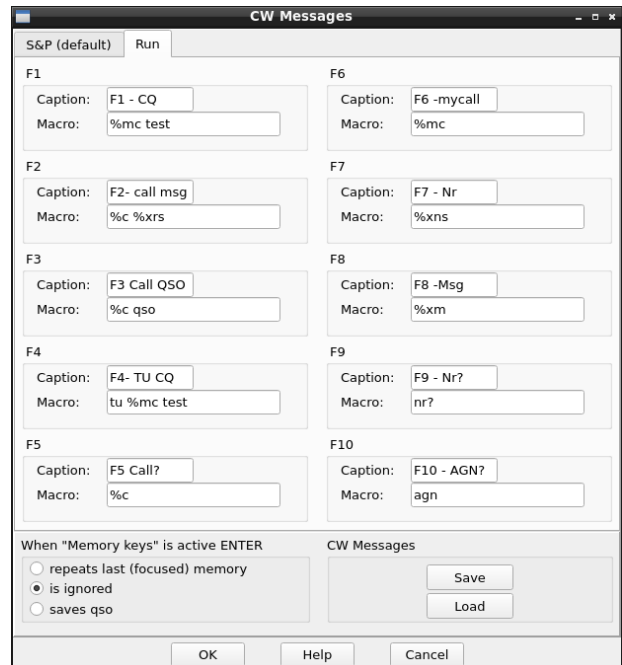 CW Messages
S&P (default) Run
F1
Caption: F1 - CQ
Macro: %mc test
F2
Caption: F2- call msg
Macro: %c %xrs
F3
Caption: F3 Call QSO
Macro: %c qso
F4
Caption: F4- TU CQ
Macro: tu %mc test
F5
Caption: F5 Call?
Macro: %c
F6
Caption: F6 -mycall
Macro: %mc
F7
Caption: F7 - Nr
Macro: %xns
F8
Caption: F8 -Msg
Macro: %xm
F9
Caption: F9 - Nr?
Macro: nr?
F10
Caption: F10 - AGN?
Macro: agn
When "Memory keys" is active ENTER
repeats last (focused) memory
is ignored
saves qso
CW Messages
Save
Load
OK Help Cancel